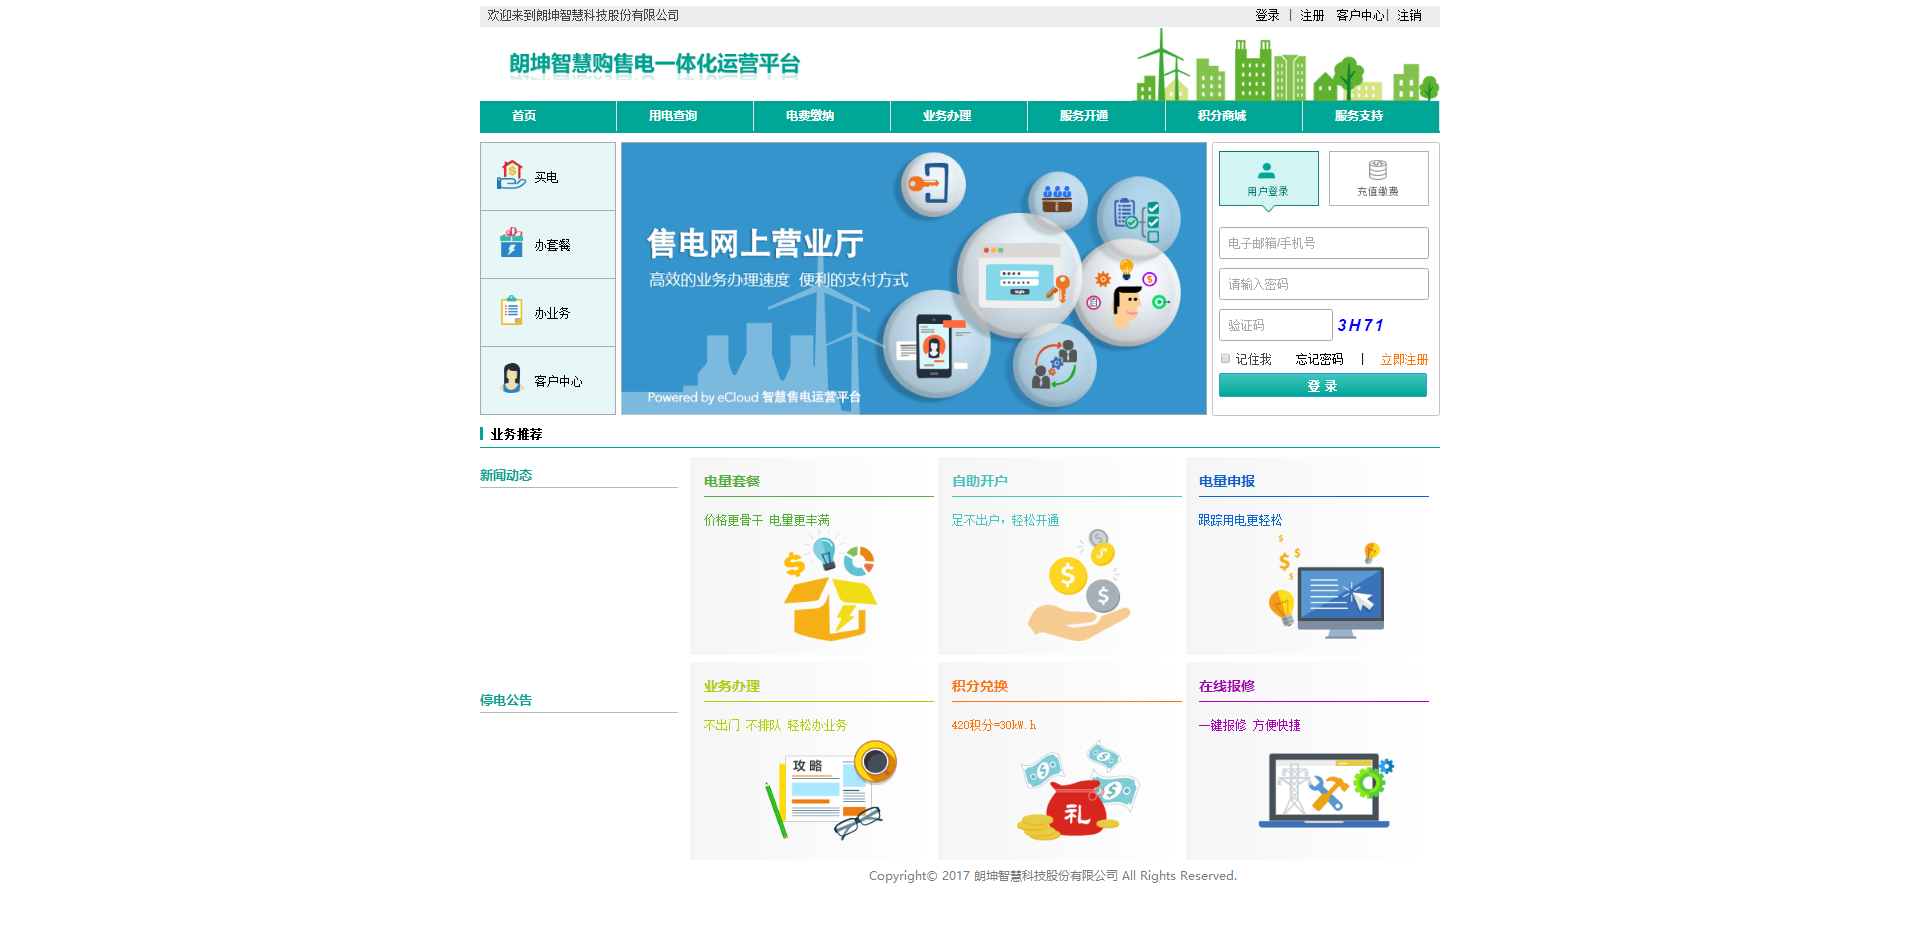 欢迎来到朗坤智慧科技股份有限公司
登录 | 注册 客户中心| 注销
朗坤智慧购售电一体化运营平台
首页 用电查询 电费缴纳 业务办理 服务开通 积分商城 服务支持
买电
办套餐
办业务
客户中心
售电网上营业厅
高效的业务办理速度 便利的支付方式
Powered by eCloud 智慧售电运营平台
用户登录 充值缴费
电子邮箱/手机号
请输入密码
验证码 3H71
记住我 忘记密码 | 立即注册
登 录
业务推荐
新闻动态
停电公告
电量套餐
价格更骨干 电量更丰满
自助开户
足不出户，轻松开通
电量申报
跟踪用电更轻松
业务办理
不出门 不排队 轻松办业务
攻略
积分兑换
420积分=30kW.h
礼
在线报修
一键报修 方便快捷
Copyright© 2017 朗坤智慧科技股份有限公司 All Rights Reserved.